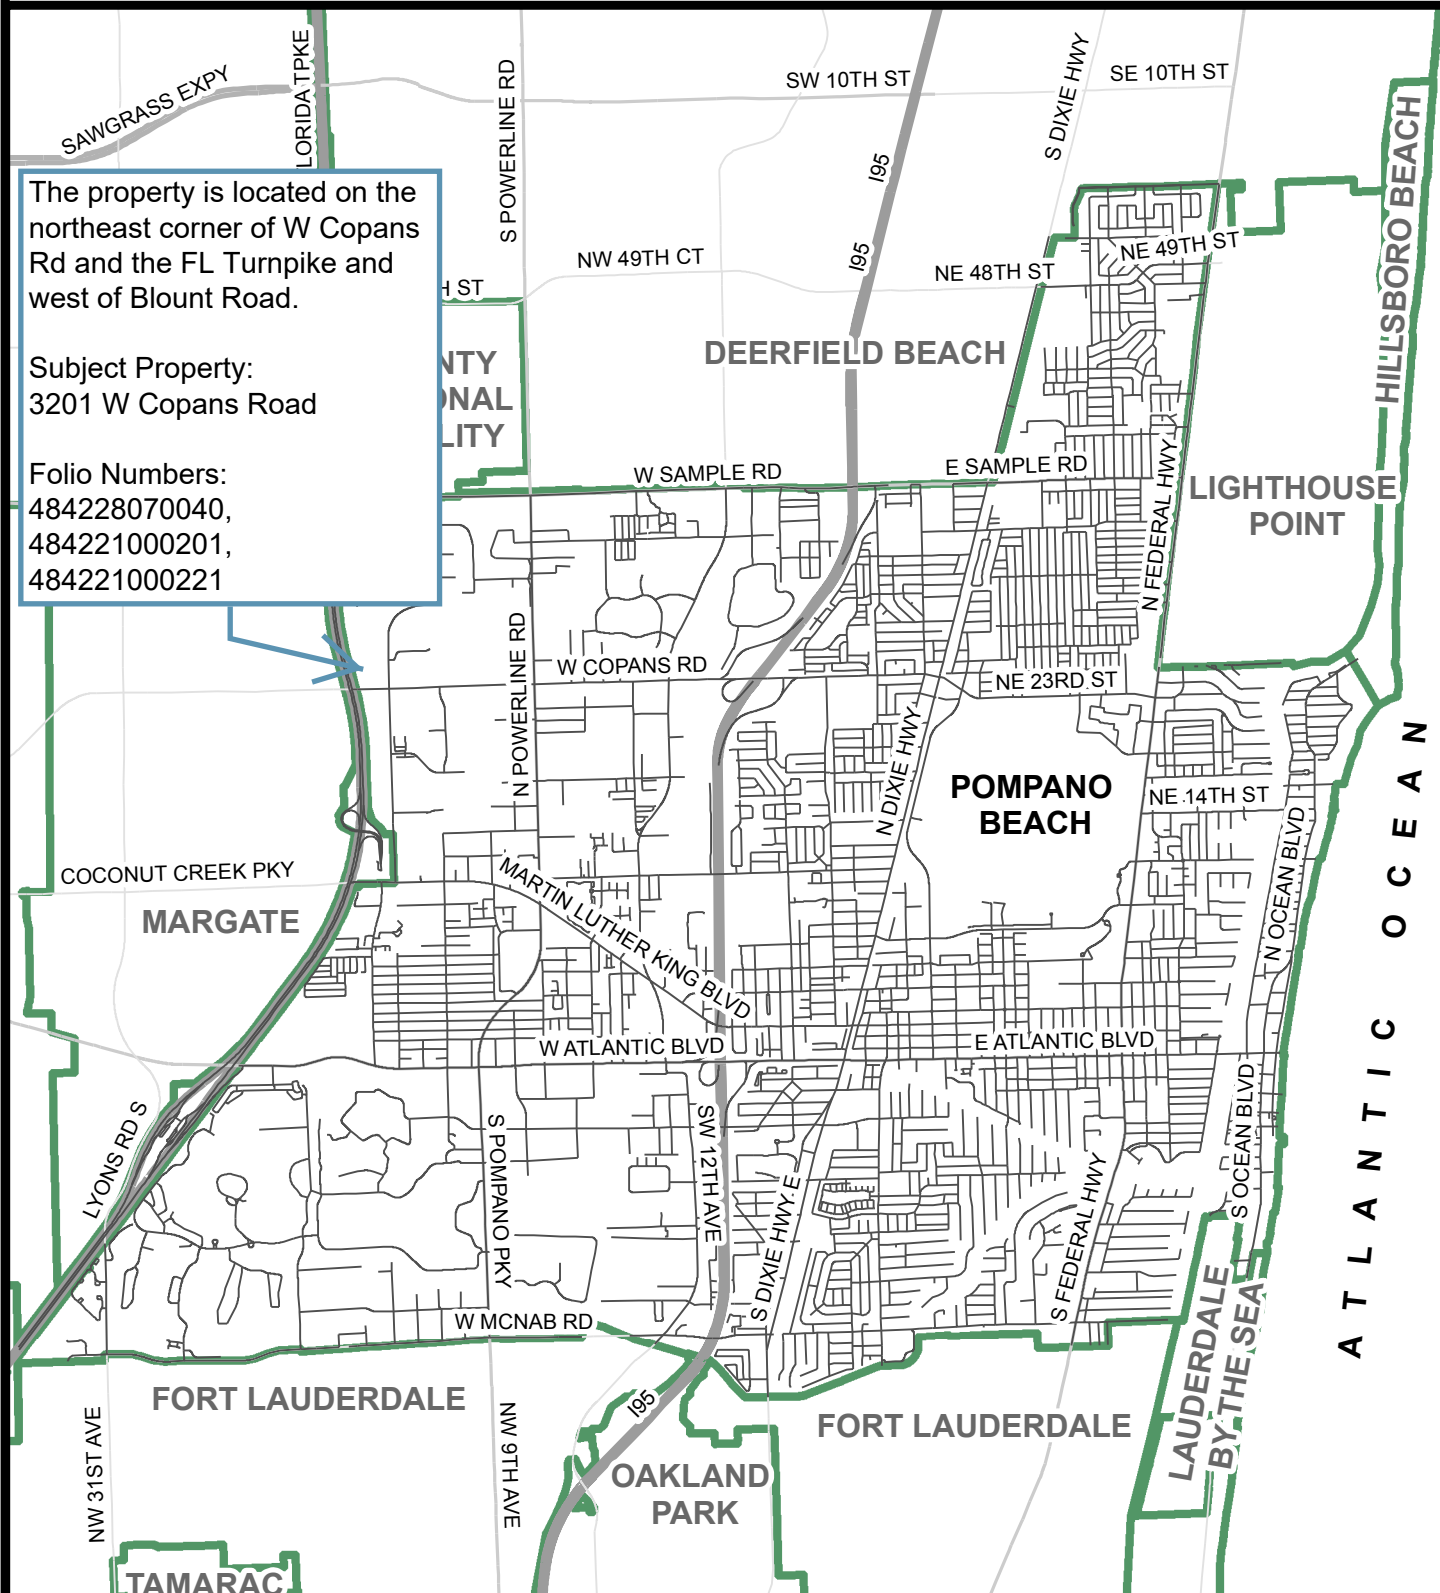 SAWGRASS EXPY
LORIDA TPKE
S POWERLINE RD
SW 10TH ST
SE 10TH ST
S DIXIE HWY
I95
I95
HILLSBORO BEACH
The property is located on the
northeast corner of W Copans
Rd and the FL Turnpike and
west of Blount Road.
Subject Property:
3201 W Copans Road
Folio Numbers:
484228070040,
484221000201,
484221000221
H ST
NW 49TH CT
NE 48TH ST
NE 49TH ST
NTY
ONAL
LITY
DEERFIELD BEACH
W SAMPLE RD
E SAMPLE RD
N FEDERAL HWY
LIGHTHOUSE
POINT
N POWERLINE RD
W COPANS RD
NE 23RD ST
N DIXIE HWY
POMPANO
BEACH
NE 14TH ST
N OCEAN BLVD
ATLANTIC OCEAN
COCONUT CREEK PKY
MARGATE
MARTIN LUTHER KING BLVD
W ATLANTIC BLVD
E ATLANTIC BLVD
LYONS RD S
S POMPANO PKY
SW 12TH AVE
S DIXIE HWY E
S FEDERAL HWY
S OCEAN BLVD
W MCNAB RD
LAUDERDALE
BY THE SEA
FORT LAUDERDALE
FORT LAUDERDALE
NW 31ST AVE
NW 9TH AVE
I95
OAKLAND
PARK
TAMARAC